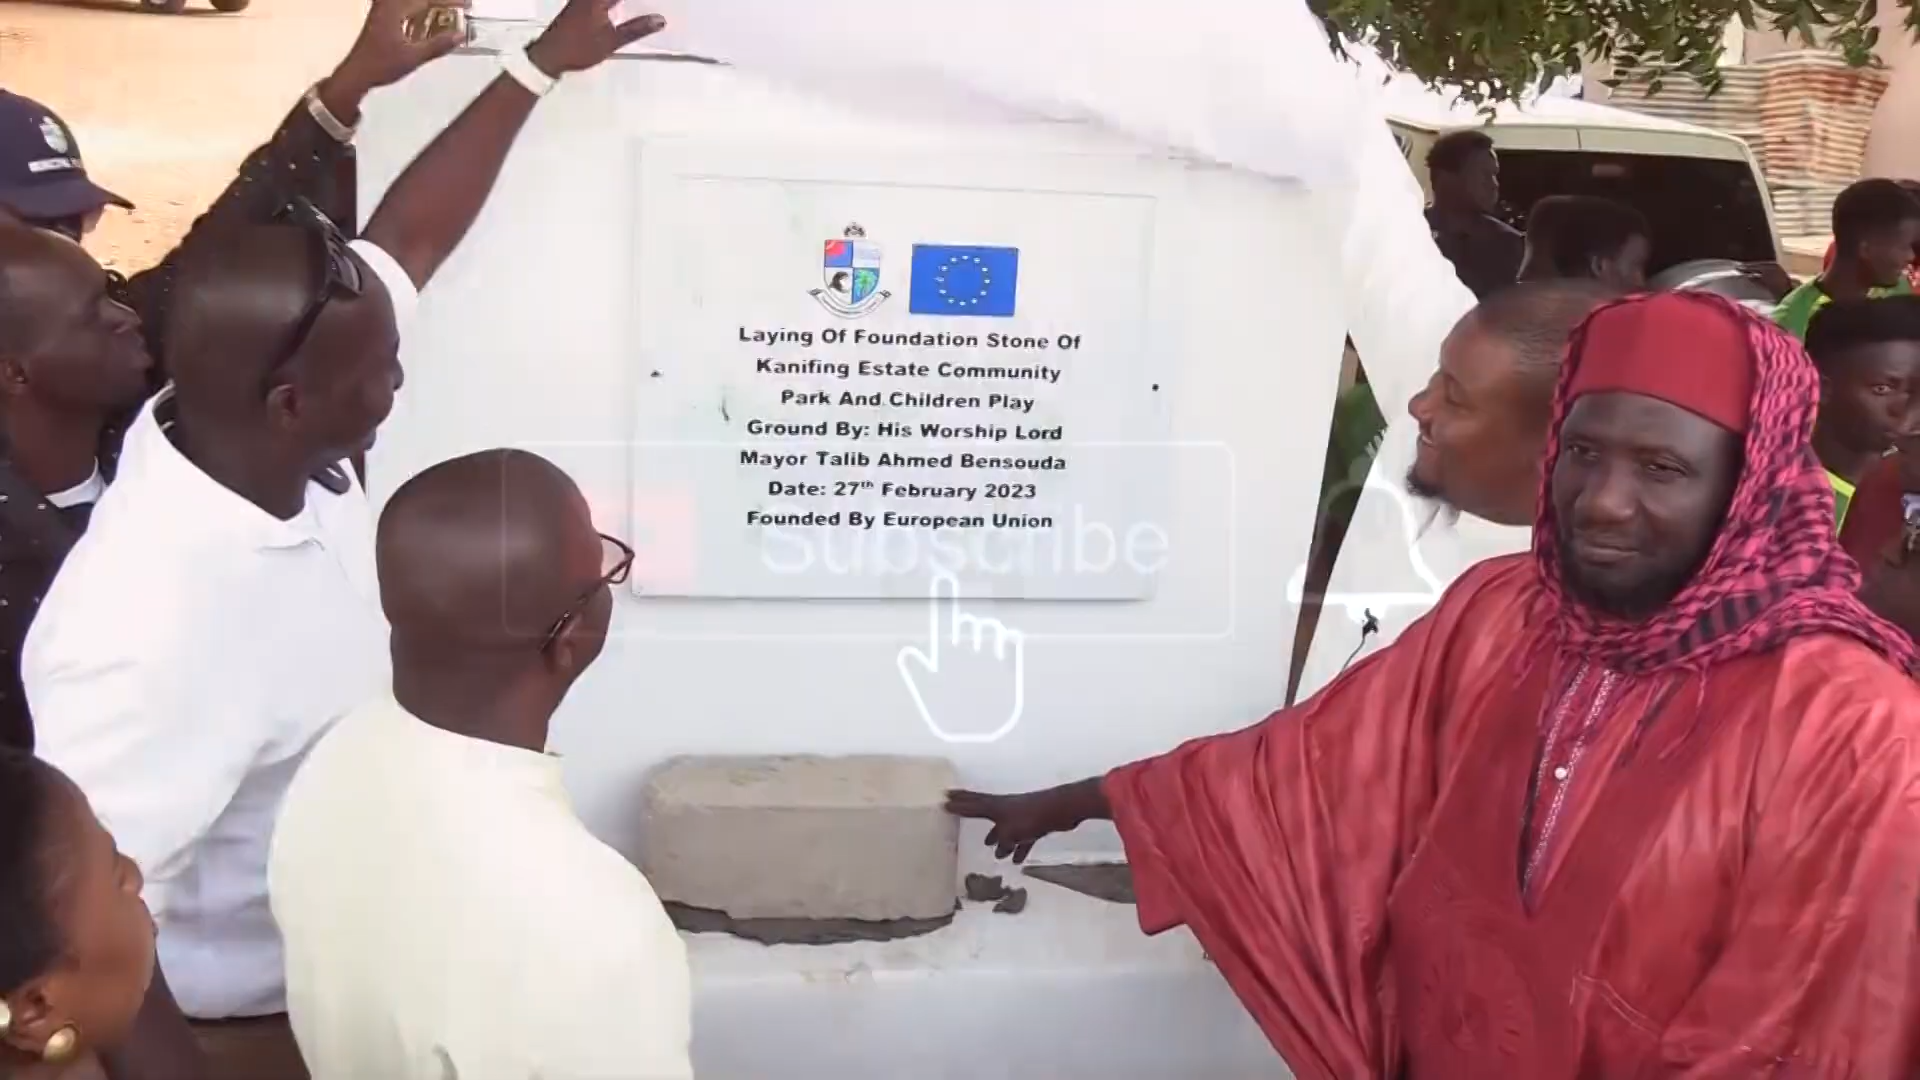 Laying Of Foundation Stone Of
Kanifing Estate Community
Park And Children Play
Ground By: His Worship Lord
Mayor Talib Ahmed Bensouda
Date: 27th February 2023
Founded By European Union
Subscribe